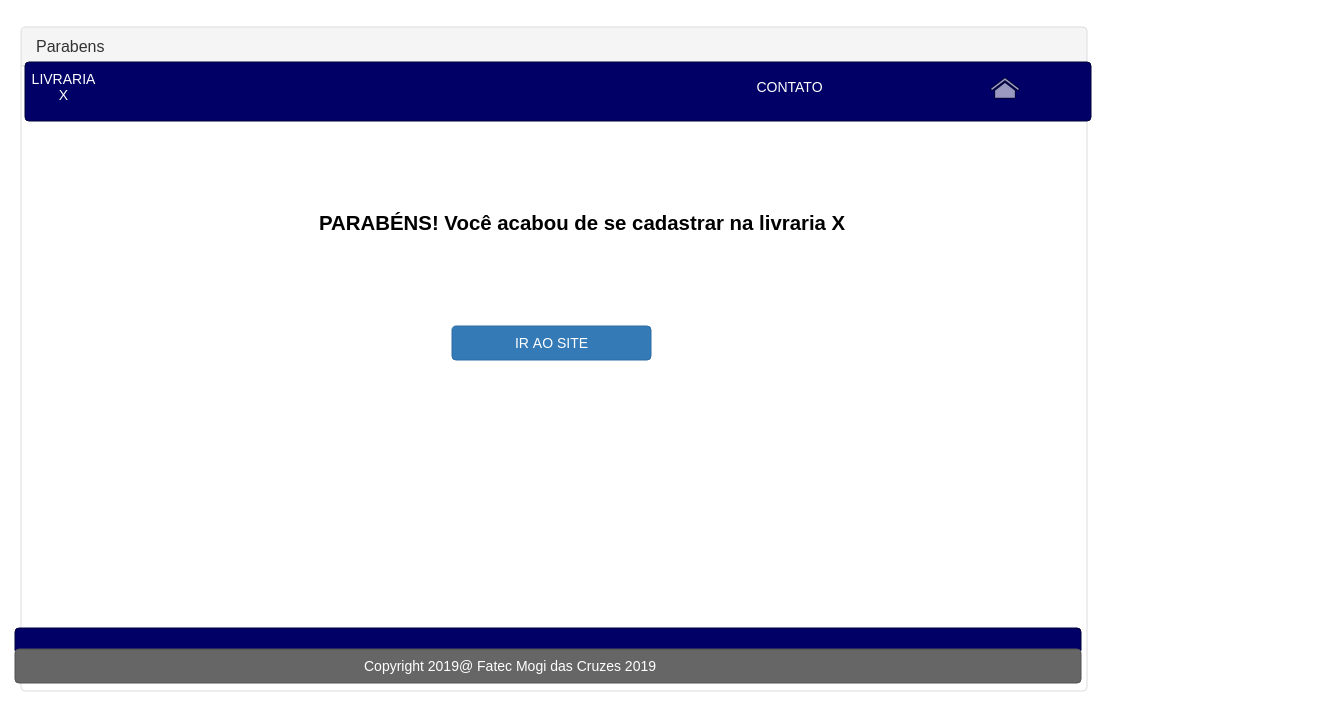 Parabens
LIVRARIA
X
CONTATO
PARABÉNS! Você acabou de se cadastrar na livraria X
IR AO SITE
Copyright 2019@ Fatec Mogi das Cruzes 2019